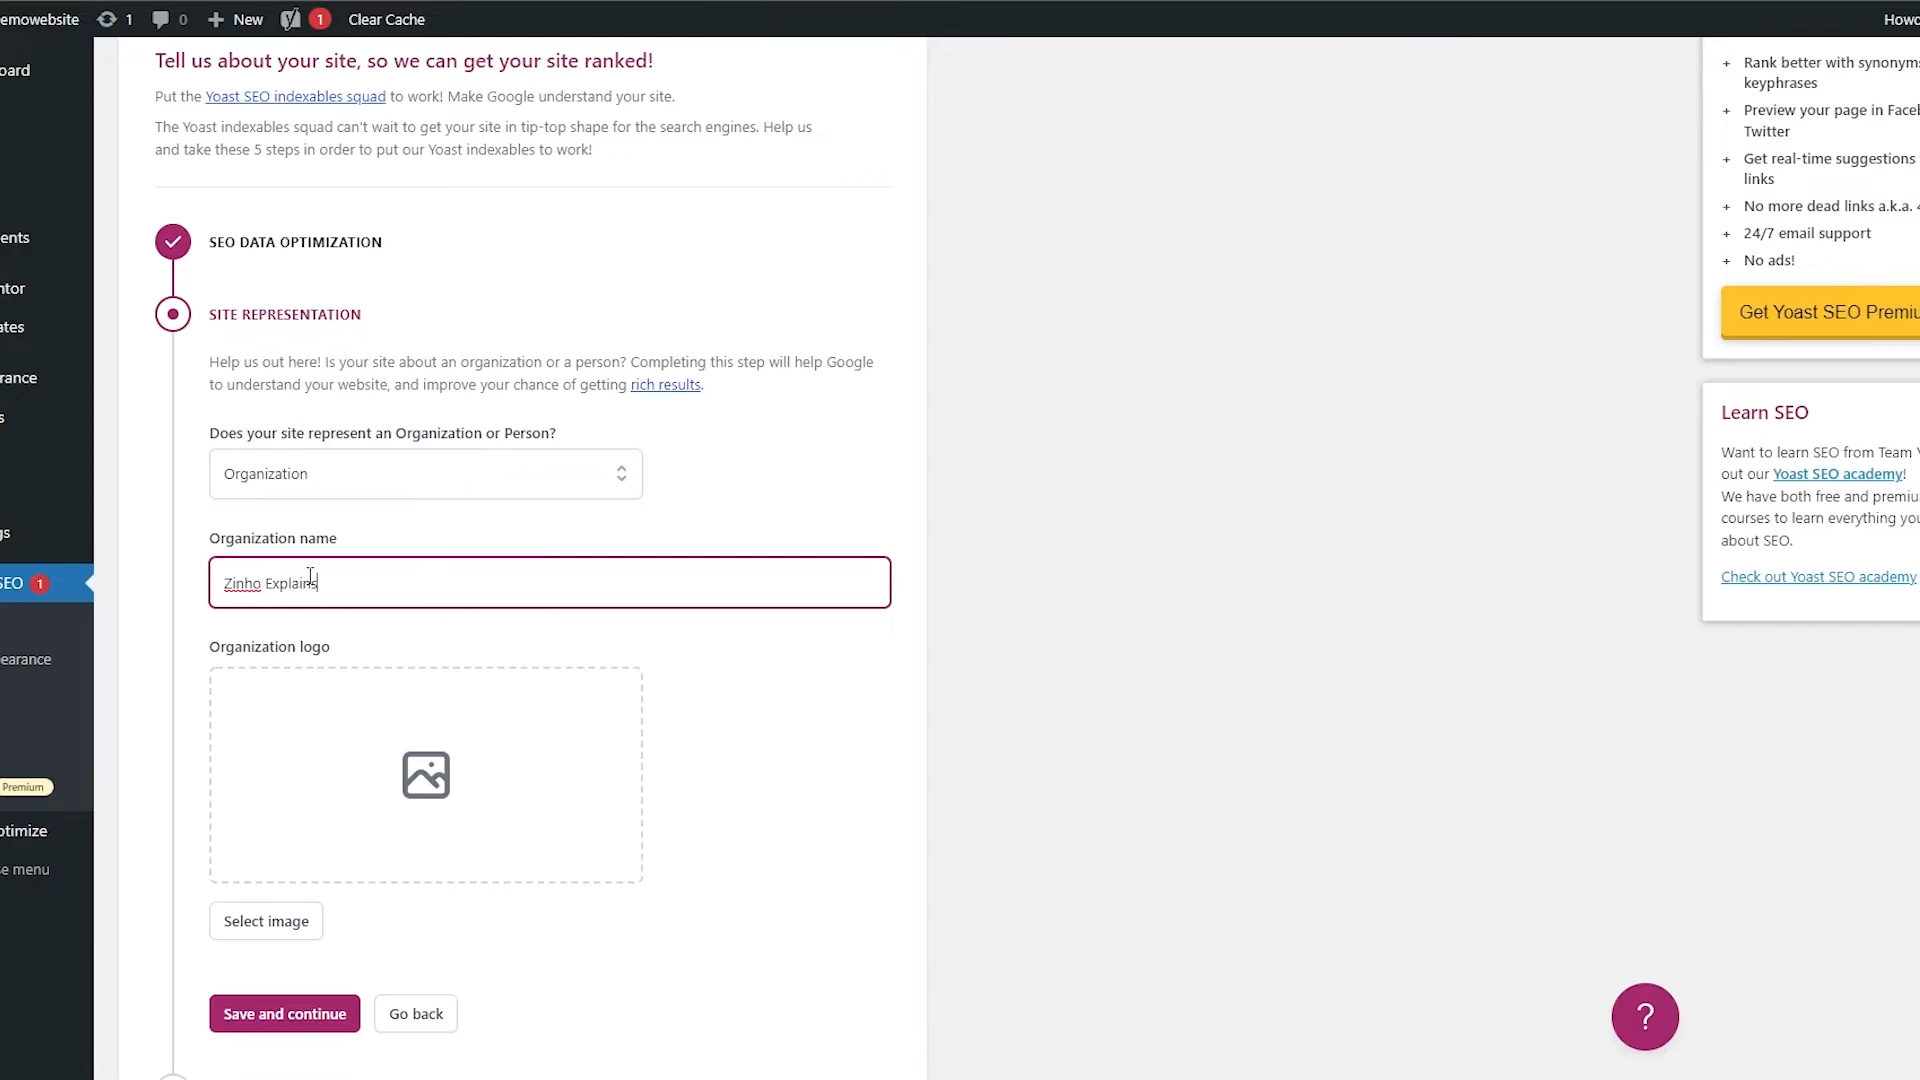 emowebsite 1 0 New 1 Clear Cache Howd
oard
ents
ntor
ates
rance
s
gs
SEO 1
earance
Premium
ptimize
se menu
Tell us about your site, so we can get your site ranked!
Put the Yoast SEO indexables squad to work! Make Google understand your site.
The Yoast indexables squad can't wait to get your site in tip-top shape for the search engines. Help us
and take these 5 steps in order to put our Yoast indexables to work!
SEO DATA OPTIMIZATION
SITE REPRESENTATION
Help us out here! Is your site about an organization or a person? Completing this step will help Google
to understand your website, and improve your chance of getting rich results.
Does your site represent an Organization or Person?
Organization
Organization name
Zinho Explains
Organization logo
Select image
Save and continue Go back
+ Rank better with synonyms
keyphrases
+ Preview your page in Faceb
Twitter
+ Get real-time suggestions
links
+ No more dead links a.k.a. 4
+ 24/7 email support
+ No ads!
Get Yoast SEO Premiu
Learn SEO
Want to learn SEO from Team Y
out our Yoast SEO academy!
We have both free and premiu
courses to learn everything you
about SEO.
Check out Yoast SEO academy
?